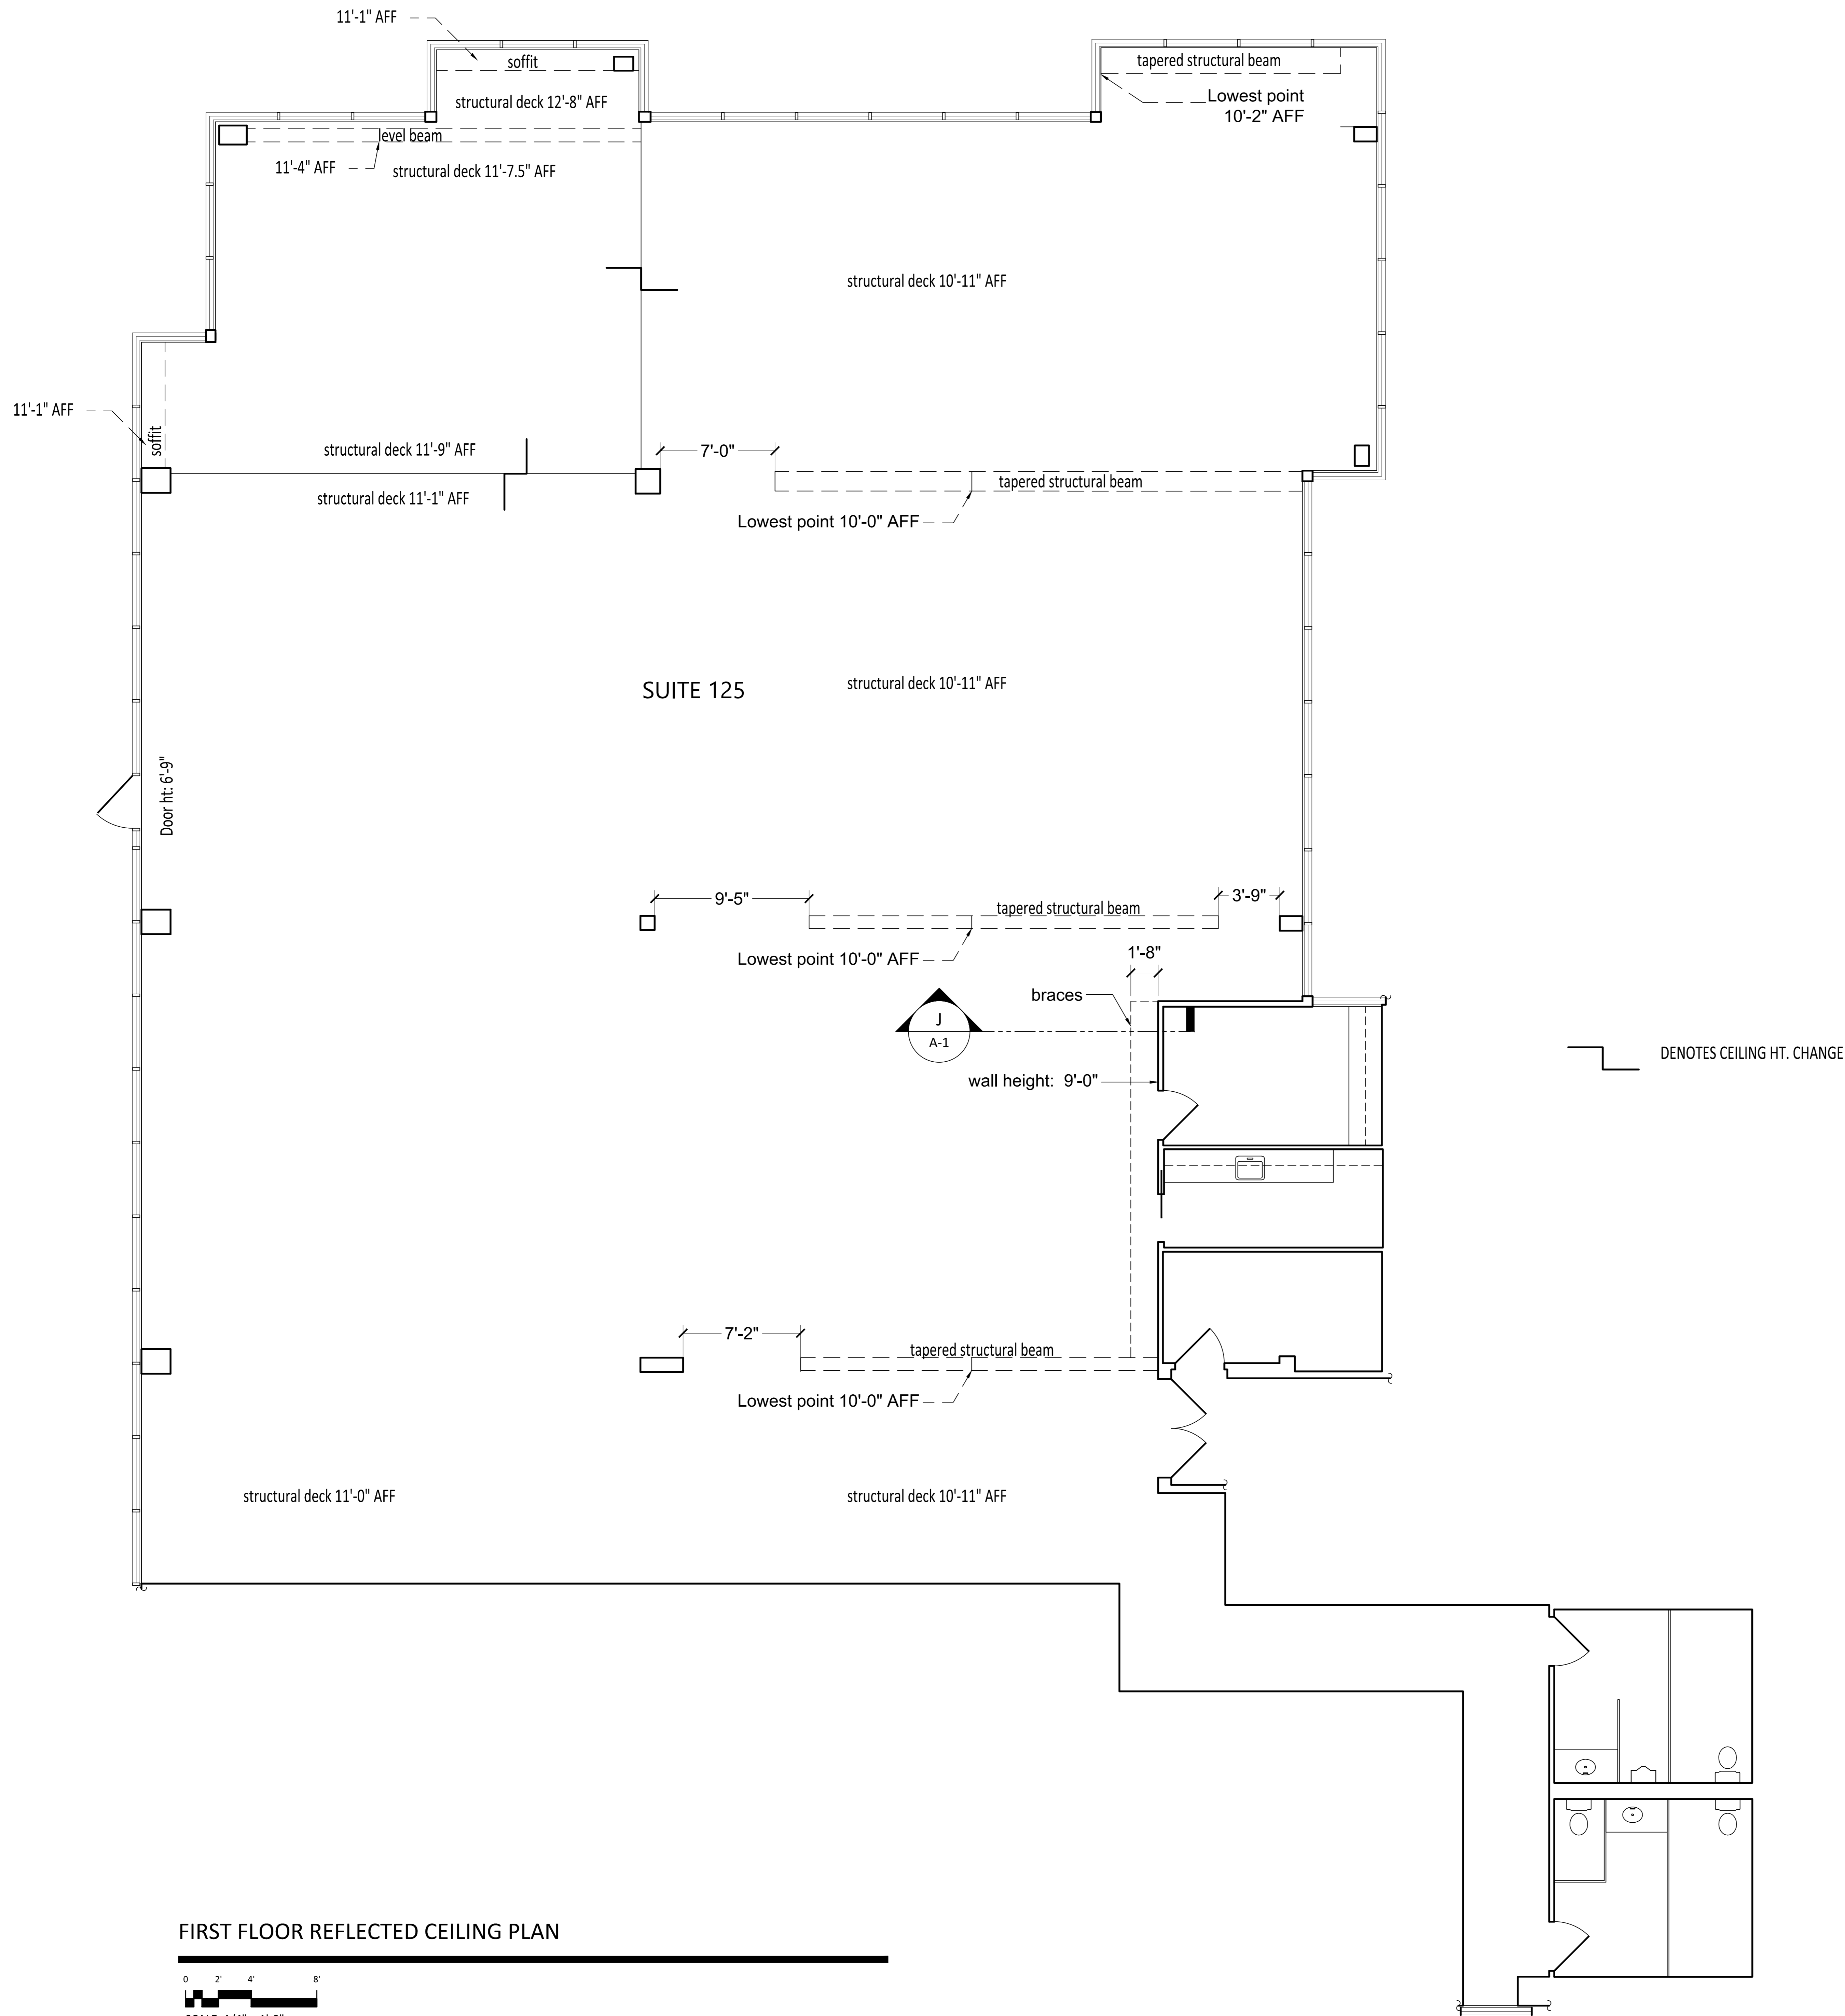 11'-1" AFF
soffit
tapered structural beam
structural deck 12'-8" AFF
Lowest point
10'-2" AFF
level beam
11'-4" AFF
structural deck 11'-7.5" AFF
structural deck 10'-11" AFF
11'-1" AFF
soffit
structural deck 11'-9" AFF
7'-0"
structural deck 11'-1" AFF
tapered structural beam
Lowest point 10'-0" AFF
SUITE 125
structural deck 10'-11" AFF
Door ht: 6'-9"
9'-5"
3'-9"
tapered structural beam
Lowest point 10'-0" AFF
1'-8"
braces
J
A-1
DENOTES CEILING HT. CHANGE
wall height: 9'-0"
7'-2"
tapered structural beam
Lowest point 10'-0" AFF
structural deck 11'-0" AFF
structural deck 10'-11" AFF
FIRST FLOOR REFLECTED CEILING PLAN
0 2' 4' 8'